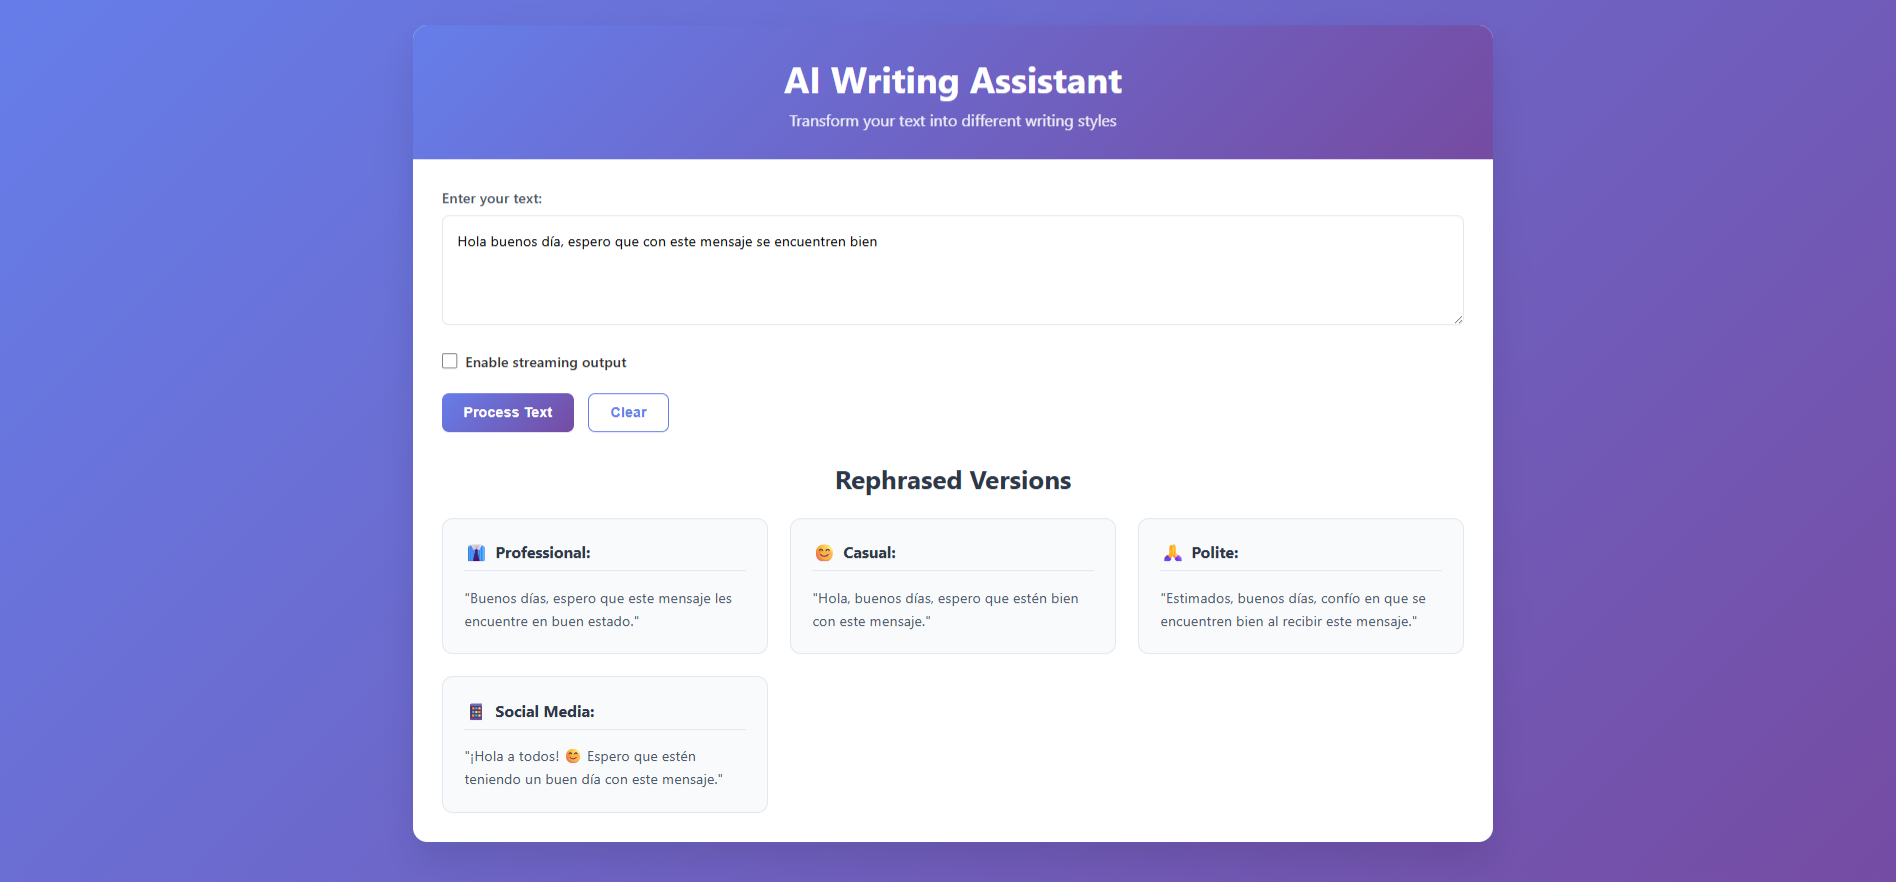 AI Writing Assistant
Transform your text into different writing styles
Enter your text:
Hola buenos día, espero que con este mensaje se encuentren bien
Enable streaming output
Process Text
Clear
Rephrased Versions
👔 Professional:
"Buenos días, espero que este mensaje les
encuentre en buen estado."
😊 Casual:
"Hola, buenos días, espero que estén bien
con este mensaje."
🙏 Polite:
"Estimados, buenos días, confío en que se
encuentren bien al recibir este mensaje."
📱 Social Media:
"¡Hola a todos! 😊 Espero que estén
teniendo un buen día con este mensaje."